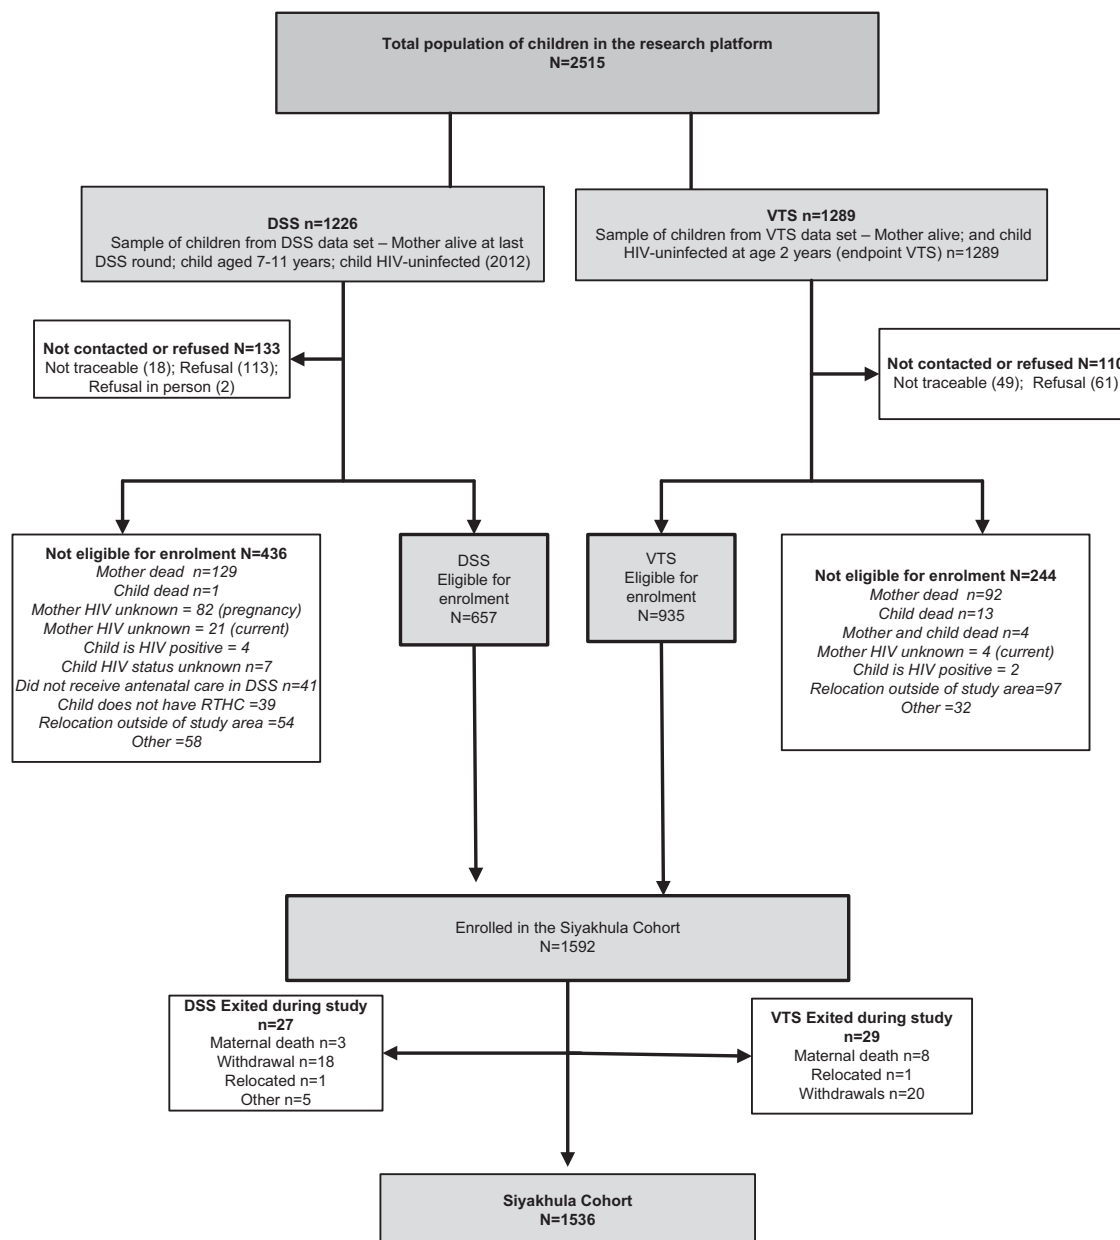 Total population of children in the research platform
N=2515
DSS n=1226
Sample of children from DSS data set – Mother alive at last
DSS round; child aged 7-11 years; child HIV-uninfected (2012)
VTS n=1289
Sample of children from VTS data set – Mother alive; and child
HIV-uninfected at age 2 years (endpoint VTS) n=1289
Not contacted or refused N=133
Not traceable (18); Refusal (113);
Refusal in person (2)
Not contacted or refused N=110
Not traceable (49); Refusal (61)
Not eligible for enrolment N=436
Mother dead n=129
Child dead n=1
Mother HIV unknown = 82 (pregnancy)
Mother HIV unknown = 21 (current)
Child is HIV positive = 4
Child HIV status unknown n=7
Did not receive antenatal care in DSS n=41
Child does not have RTHC =39
Relocation outside of study area =54
Other =58
DSS
Eligible for
enrolment
N=657
VTS
Eligible for
enrolment
N=935
Not eligible for enrolment N=244
Mother dead n=92
Child dead n=13
Mother and child dead n=4
Mother HIV unknown = 4 (current)
Child is HIV positive = 2
Relocation outside of study area=97
Other =32
Enrolled in the Siyakhula Cohort
N=1592
DSS Exited during study
n=27
Maternal death n=3
Withdrawal n=18
Relocated n=1
Other n=5
VTS Exited during study
n=29
Maternal death n=8
Relocated n=1
Withdrawals n=20
Siyakhula Cohort
N=1536